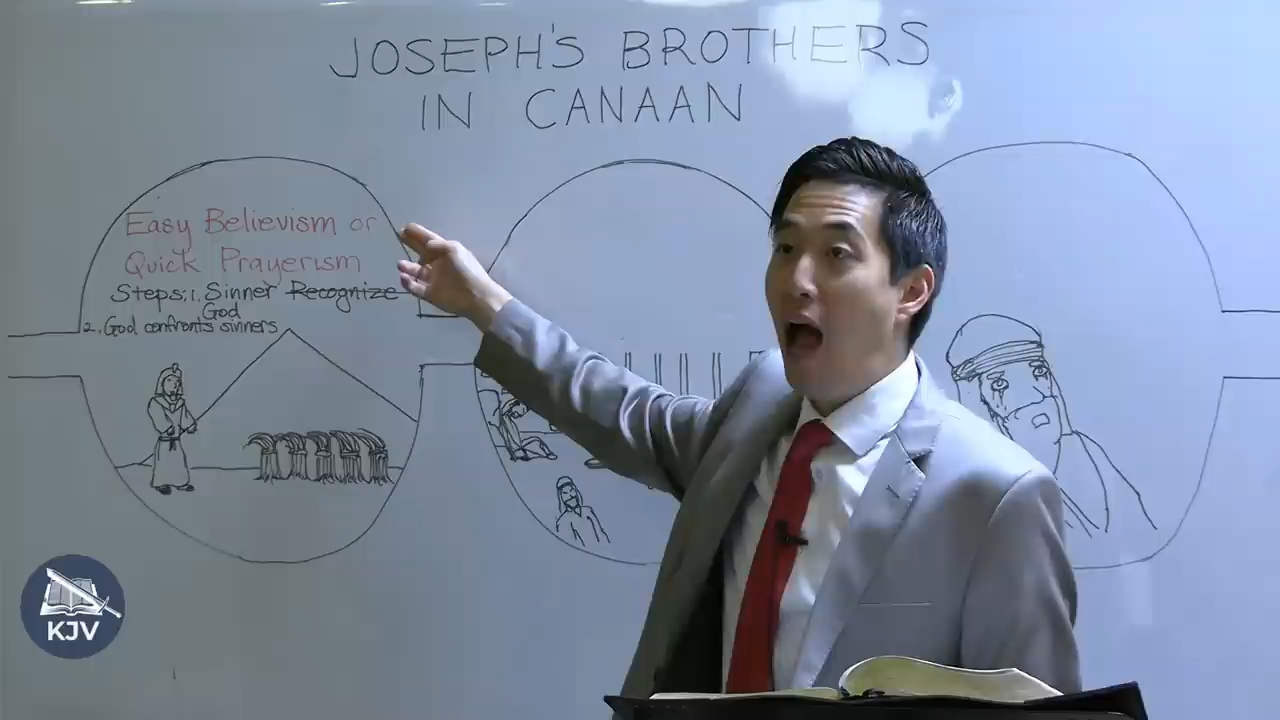 JOSEPH'S BROTHERS
IN CANAAN
Easy Believism or
Quick Prayerism
Steps: 1. Sinner Recognize
God
2. God confronts sinners
KJV